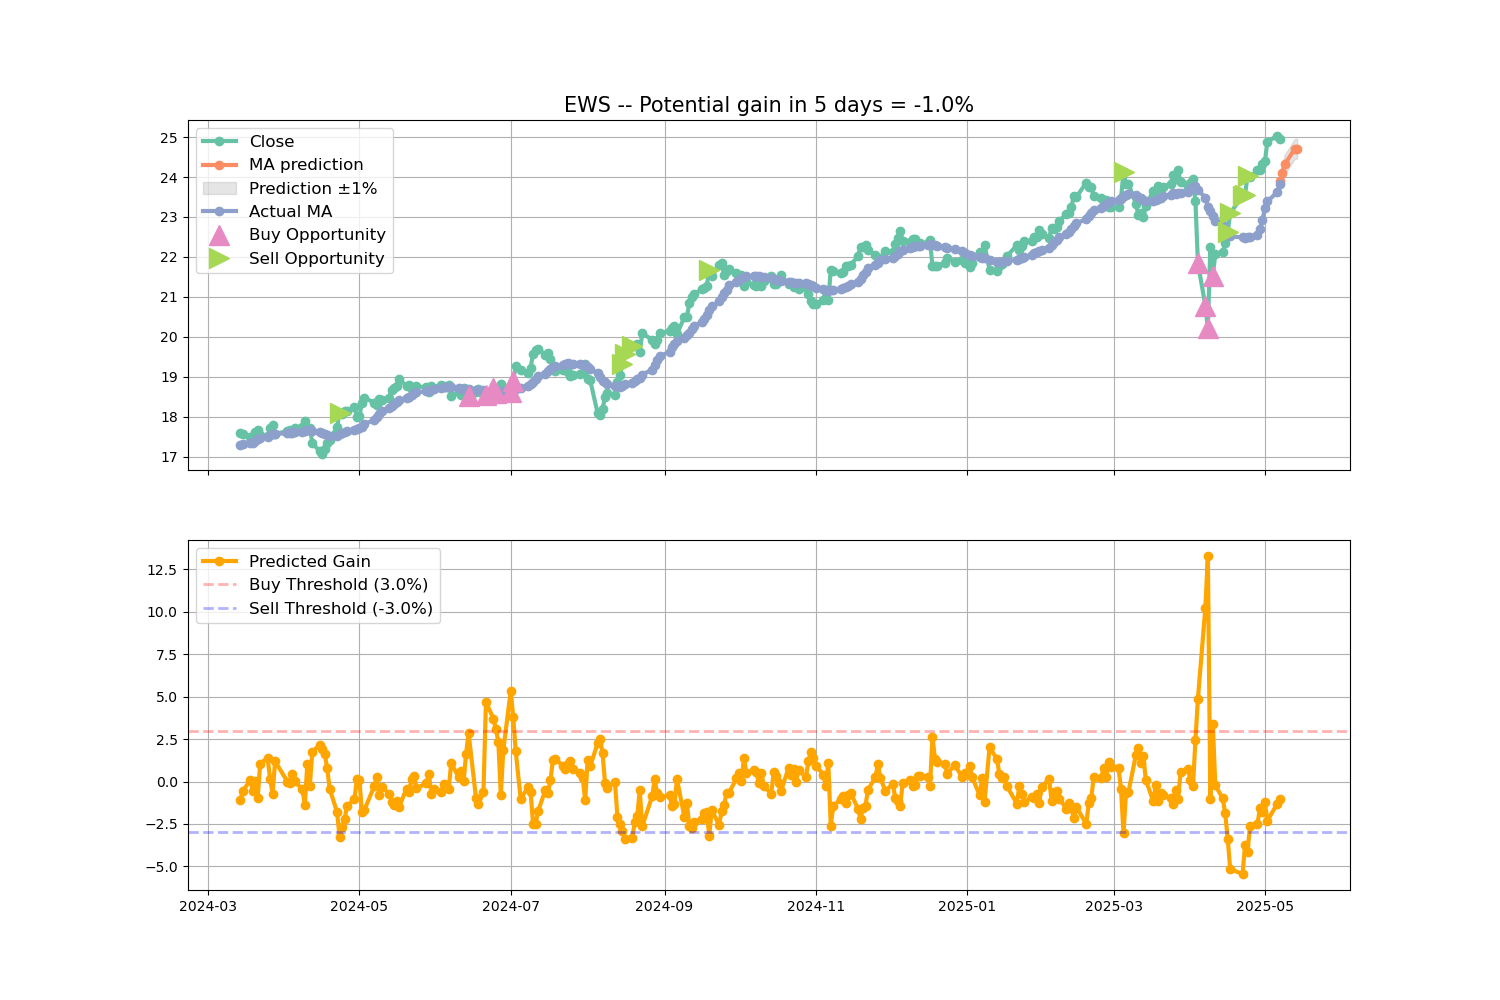 EWS -- Potential gain in 5 days = -1.0%
25
24
23
22
21
20
19
18
17
Close
MA prediction
Prediction ±1%
Actual MA
Buy Opportunity
Sell Opportunity
12.5
10.0
7.5
5.0
2.5
0.0
−2.5
−5.0
Predicted Gain
Buy Threshold (3.0%)
Sell Threshold (-3.0%)
2024-03
2024-05
2024-07
2024-09
2024-11
2025-01
2025-03
2025-05